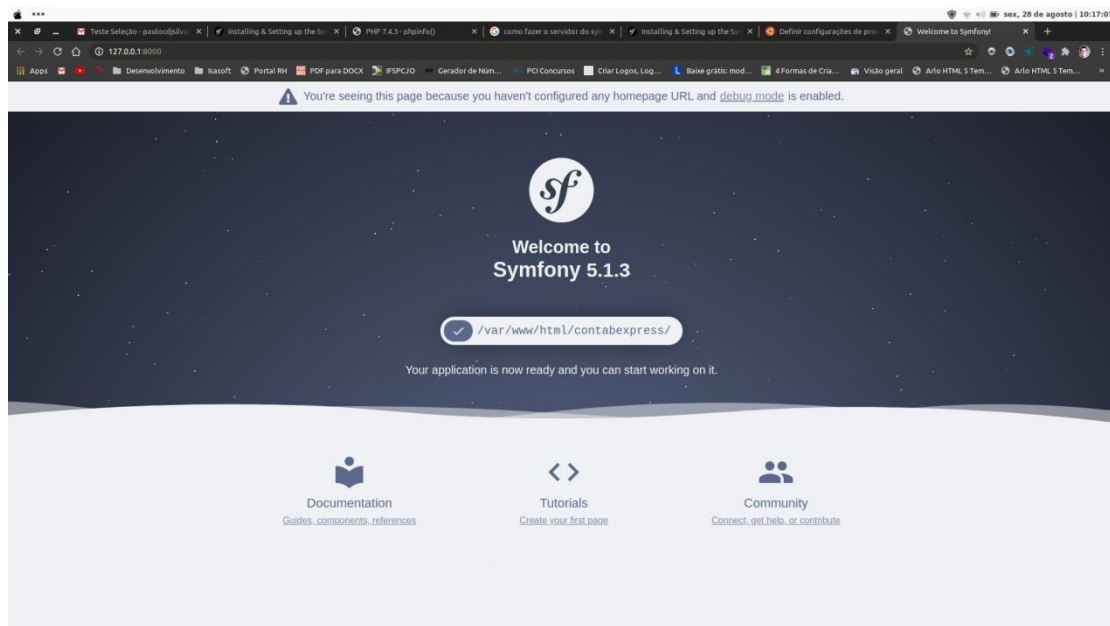 sex, 28 de agosto | 10:17:07
Teste Seleção - paulocdjsilva
Installing & Setting up the Sy
PHP 7.4.3 - phpinfo()
como fazer o servidor do sym
Installing & Setting up the Sy
Definir configurações de pro
Welcome to Symfony!
127.0.0.1:8000
Apps
Desenvolvimento
Isasoft
Portal RH
PDF para DOCX
IFSPCJO
Gerador de Núm...
PCI Concursos
Criar Logos, Log...
Baixe grátis: mod...
4 Formas de Cria...
Visão geral
Arlo HTML 5 Tem...
Arlo HTML 5 Tem...
You're seeing this page because you haven't configured any homepage URL and debug mode is enabled.
sf
Welcome to
Symfony 5.1.3
/var/www/html/contabexpress/
Your application is now ready and you can start working on it.
Documentation
Guides, components, references
Tutorials
Create your first page
Community
Connect, get help, or contribute